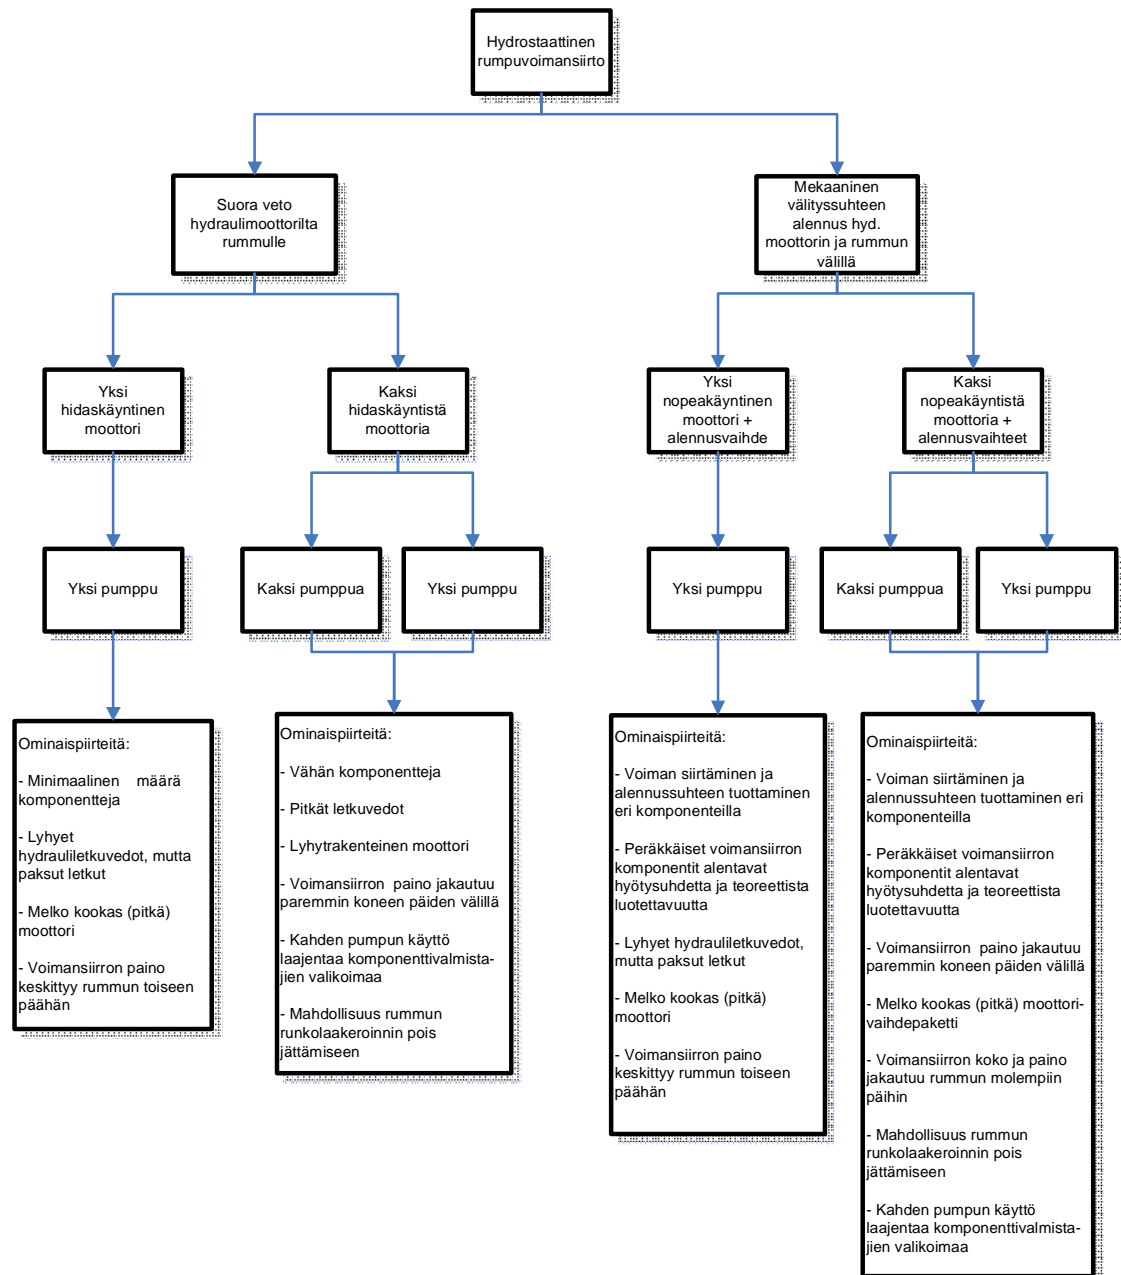 Hydrostaattinen
rumpuvoimansiirto
Suora veto
hydraulimoottorilta
rummulle
Mekaaninen
välityssuhteen
alennus hyd.
moottorin ja rummun
välillä
Yksi
hidaskäyntinen
moottori
Kaksi
hidaskäyntistä
moottoria
Yksi
nopeakäyntinen
moottori +
alennusvaihde
Kaksi
nopeakäyntistä
moottoria +
alennusvaihteet
Yksi pumppu
Kaksi pumppua
Yksi pumppu
Yksi pumppu
Kaksi pumppua
Yksi pumppu
Ominaispiirteitä:
- Minimaalinen määrä
komponentteja
- Lyhyet
hydrauliletkuvedot, mutta
paksut letkut
- Melko kookas (pitkä)
moottori
- Voimansiirron paino
keskittyy rummun toiseen
päähän
Ominaispiirteitä:
- Vähän komponentteja
- Pitkät letkuvedot
- Lyhytrakenteinen moottori
- Voimansiirron paino jakautuu
paremmin koneen päiden välillä
- Kahden pumpun käyttö
laajentaa komponenttivalmista-
jien valikoimaa
- Mahdollisuus rummun
runkolaakeroinnin pois
jättämiseen
Ominaispiirteitä:
- Voiman siirtäminen ja
alennussuhteen tuottaminen
eri komponenteilla
- Peräkkäiset voimansiirron
komponentit alentavat
hyötysuhdetta ja teoreettista
luotettavuutta
- Lyhyet hydrauliletkuvedot,
mutta paksut letkut
- Melko kookas (pitkä)
moottori
- Voimansiirron paino
keskittyy rummun toiseen
päähän
Ominaispiirteitä:
- Voiman siirtäminen ja
alennussuhteen tuottaminen eri
komponenteilla
- Peräkkäiset voimansiirron
komponentit alentavat
hyötysuhdetta ja teoreettista
luotettavuutta
- Voimansiirron paino jakautuu
paremmin koneen päiden välillä
- Melko kookas (pitkä) moottori-
vaihdepaketti
- Voimansiirron koko ja paino
jakautuu rummun molempiin
päihin
- Mahdollisuus rummun
runkolaakeroinnin pois
jättämiseen
- Kahden pumpun käyttö
laajentaa komponenttivalmista-
jien valikoimaa